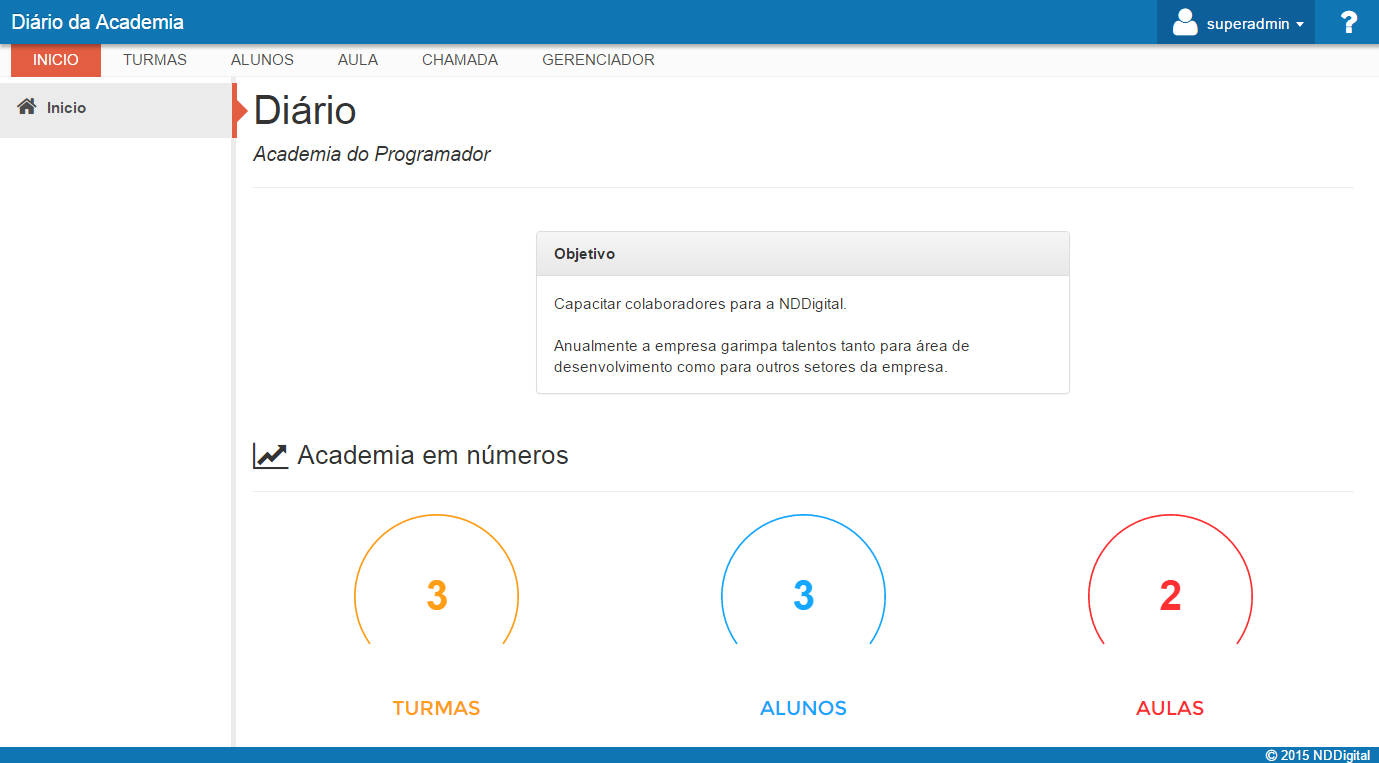 Diário da Academia
superadmin
?
INICIO TURMAS ALUNOS AULA CHAMADA GERENCIADOR
Inicio
Diário
Academia do Programador
Objetivo
Capacitar colaboradores para a NDDigital.
Anualmente a empresa garimpa talentos tanto para área de
desenvolvimento como para outros setores da empresa.
Academia em números
3 3 2
TURMAS ALUNOS AULAS
© 2015 NDDigital